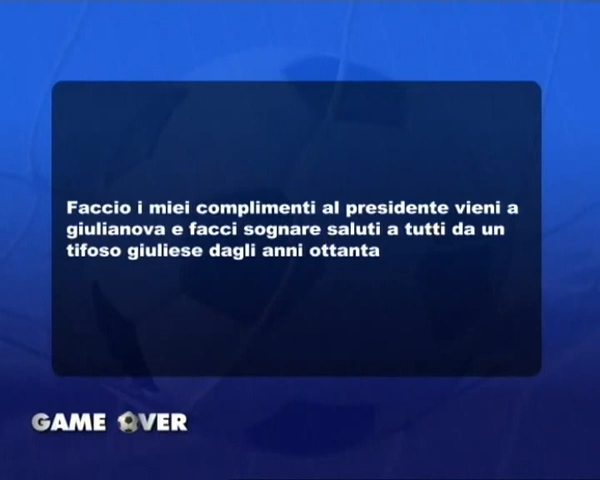 Faccio i miei complimenti al presidente vieni a
giulianova e facci sognare saluti a tutti da un
tifoso giuliese dagli anni ottanta
GAME OVER